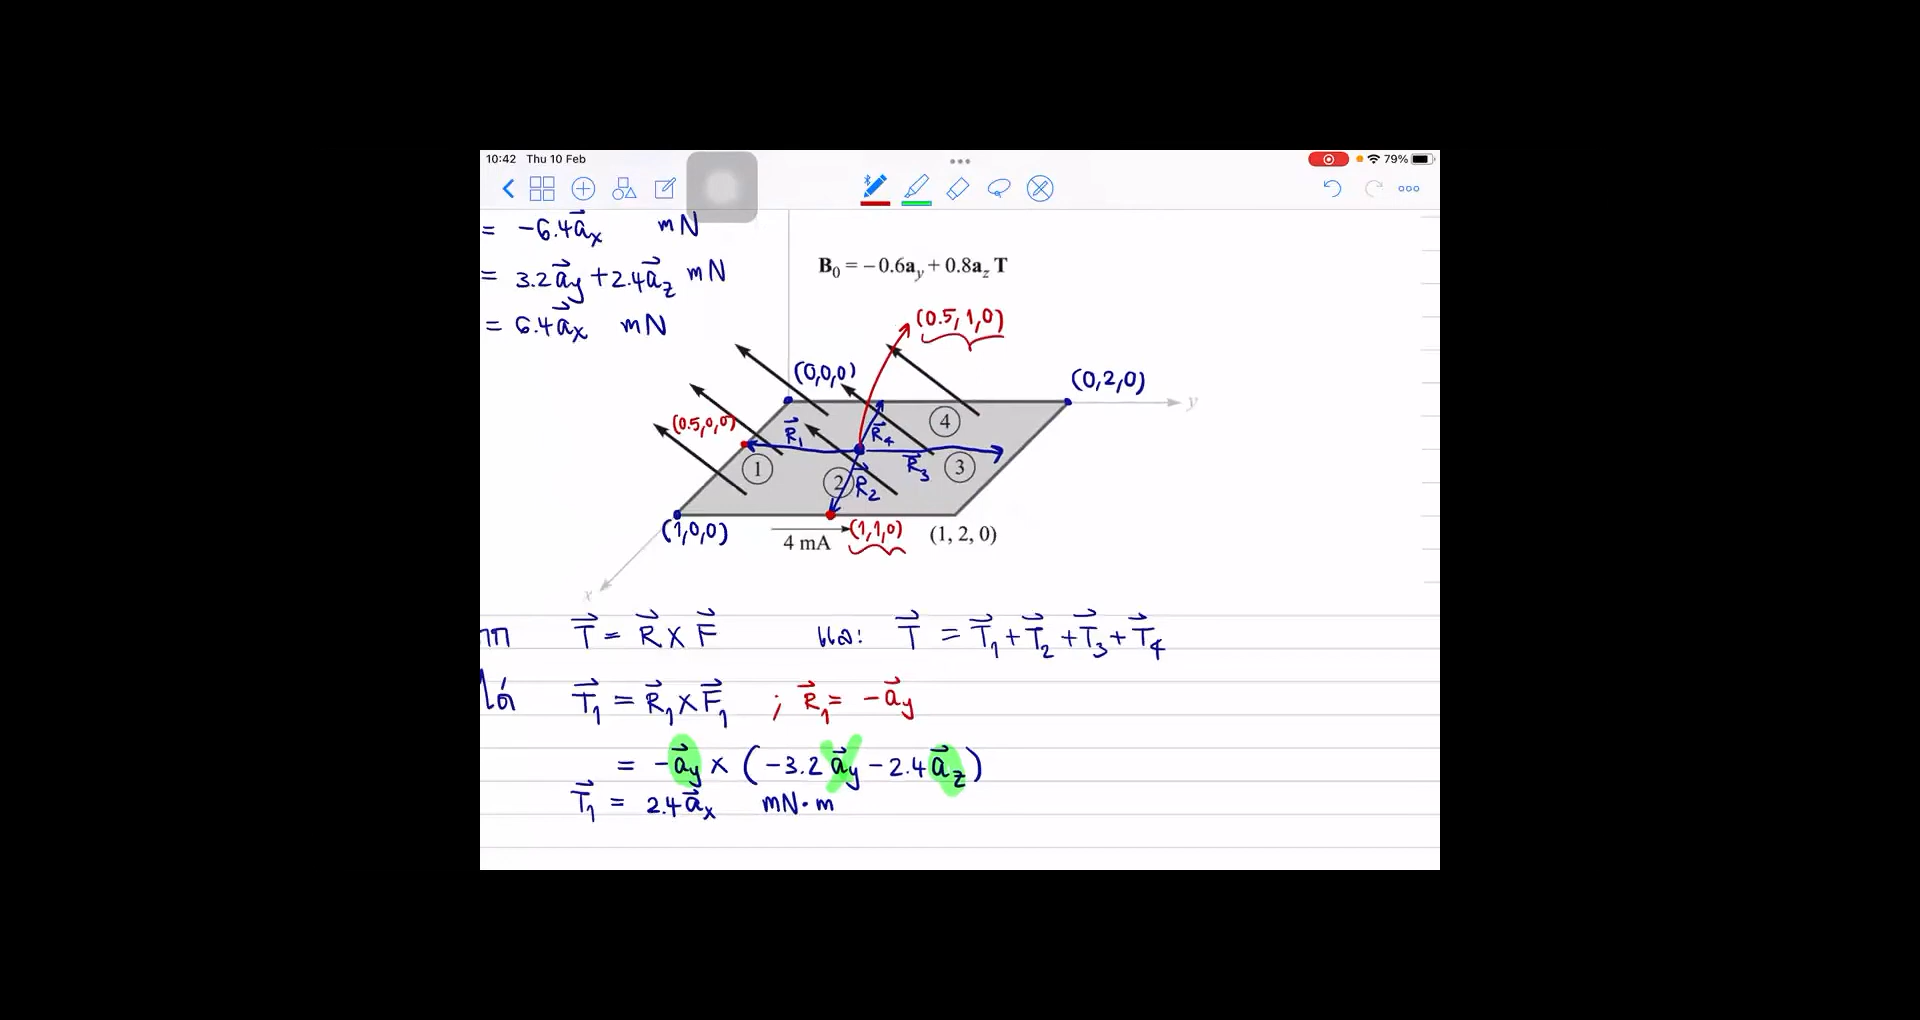 10:42 Thu 10 Feb
79%
= -6.4a⃗x mN
= 3.2a⃗y + 2.4a⃗z mN
= 6.4a⃗x mN
B0 = −0.6ay + 0.8az T
(0.5, 1, 0)
(0,0,0)
(0,2,0)
y
(0.5,0,0)
R⃗1
R⃗4
4
1
2
R⃗2
R⃗3
3
(1,0,0)
4 mA
(1,1,0)
(1, 2, 0)
x
T⃗ = R⃗ × F⃗ และ T⃗ = T⃗1 + T⃗2 + T⃗3 + T⃗4
ได้ T⃗1 = R⃗1 × F⃗1 ; R⃗1 = -a⃗y
= -a⃗y × (-3.2a⃗y - 2.4a⃗z)
T⃗1 = 2.4a⃗x mN·m